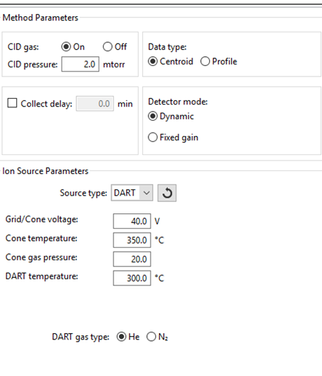 Method Parameters
CID gas: On Off
CID pressure: 2.0 mtorr
Data type:
Centroid Profile
Collect delay: 0.0 min
Detector mode:
Dynamic
Fixed gain
Ion Source Parameters
Source type: DART
Grid/Cone voltage: 40.0 V
Cone temperature: 350.0 °C
Cone gas pressure: 20.0
DART temperature: 300.0 °C
DART gas type: He N₂